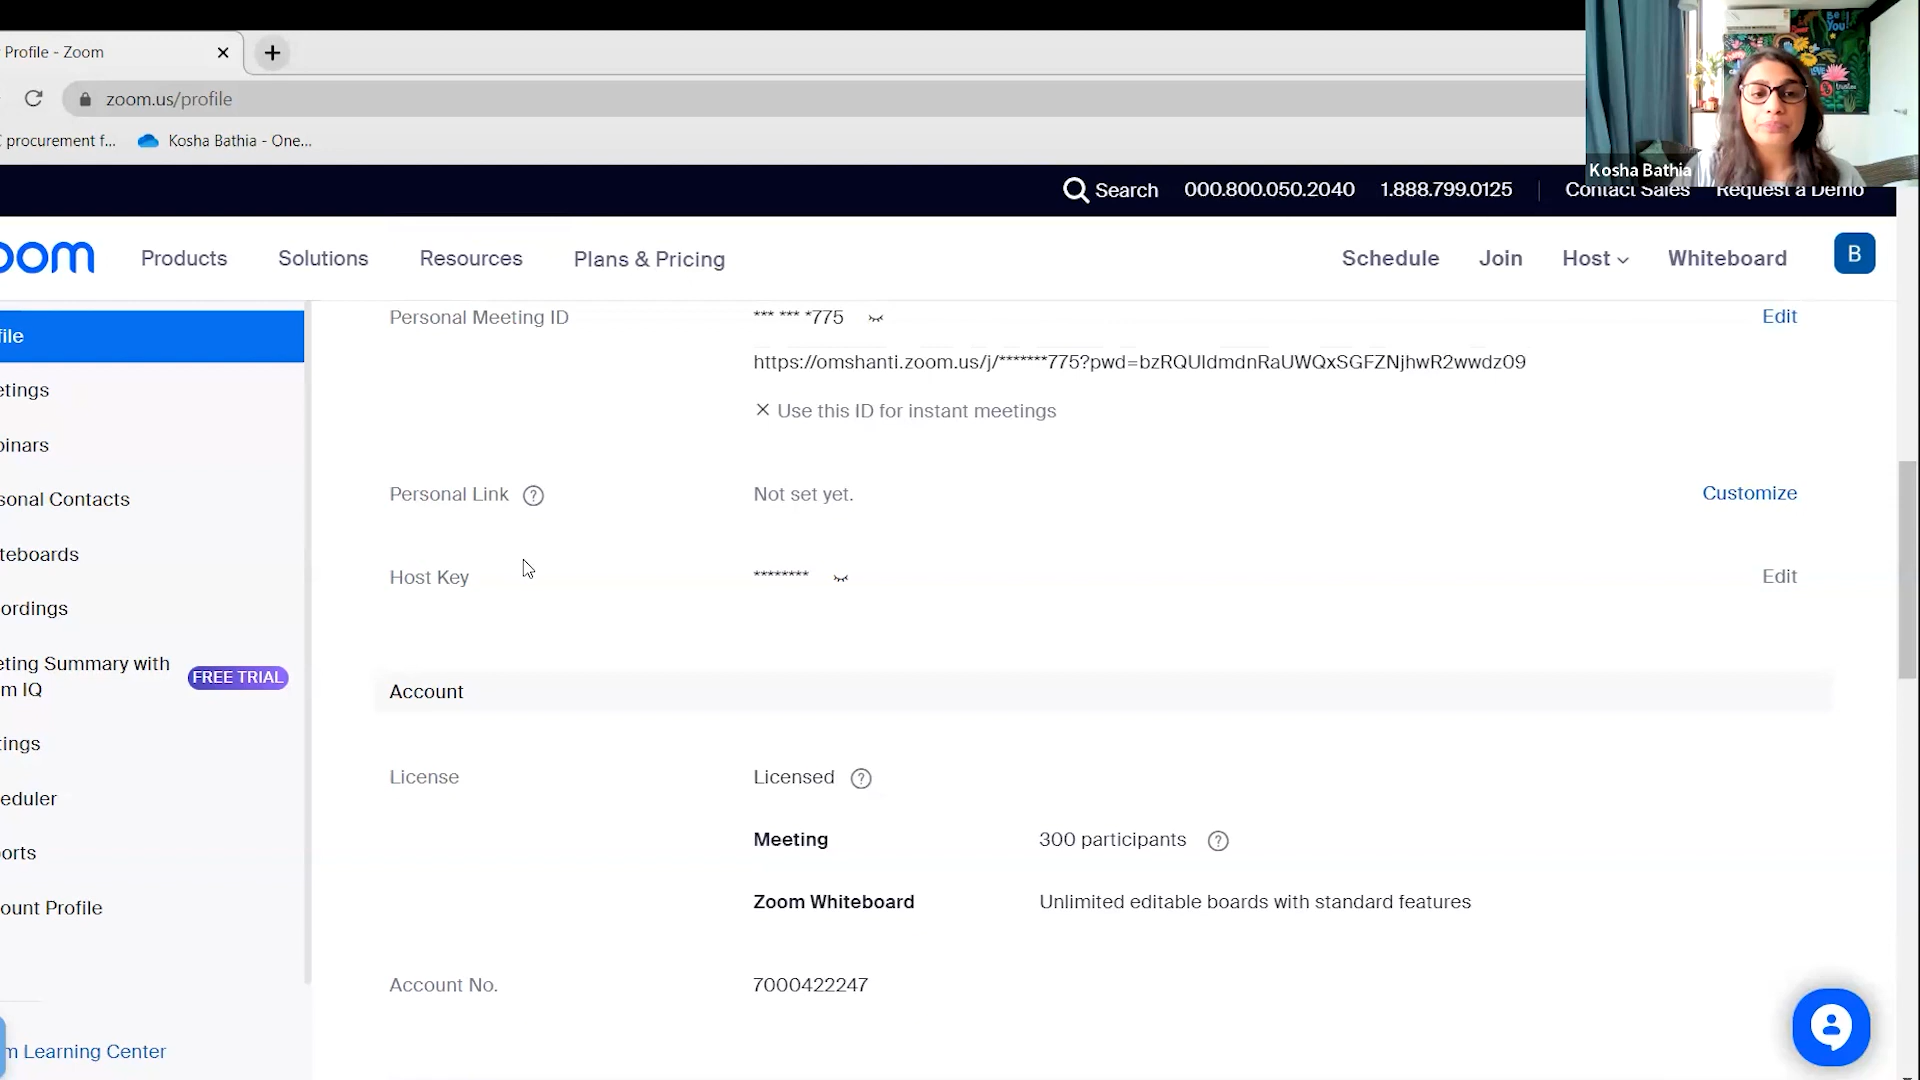 Profile - Zoom
zoom.us/profile
procurement f...
Kosha Bathia - One...
Be
You!
Kosha Bathia
Search
000.800.050.2040
1.888.799.0125
Contact Sales
Request a Demo
oom
Products
Solutions
Resources
Plans & Pricing
Schedule
Join
Host
Whiteboard
B
file
etings
binars
sonal Contacts
teboards
ordings
eting Summary with
m IQ
FREE TRIAL
tings
eduler
orts
ount Profile
m Learning Center
Personal Meeting ID
*** *** *775
Edit
https://omshanti.zoom.us/j/*******775?pwd=bzRQUldmdnRaUWQxSGFZNjhwR2wwdz09
× Use this ID for instant meetings
Personal Link ?
Not set yet.
Customize
Host Key
********
Edit
Account
License
Licensed ?
Meeting
300 participants ?
Zoom Whiteboard
Unlimited editable boards with standard features
Account No.
7000422247